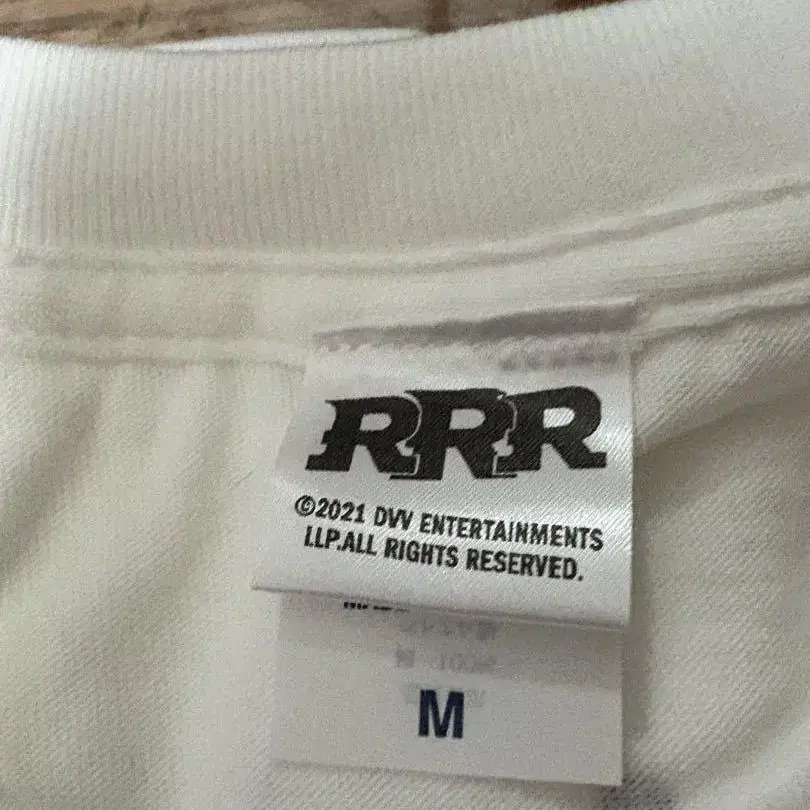 RRR
©2021 DVV ENTERTAINMENTS
LLP.ALL RIGHTS RESERVED.
M